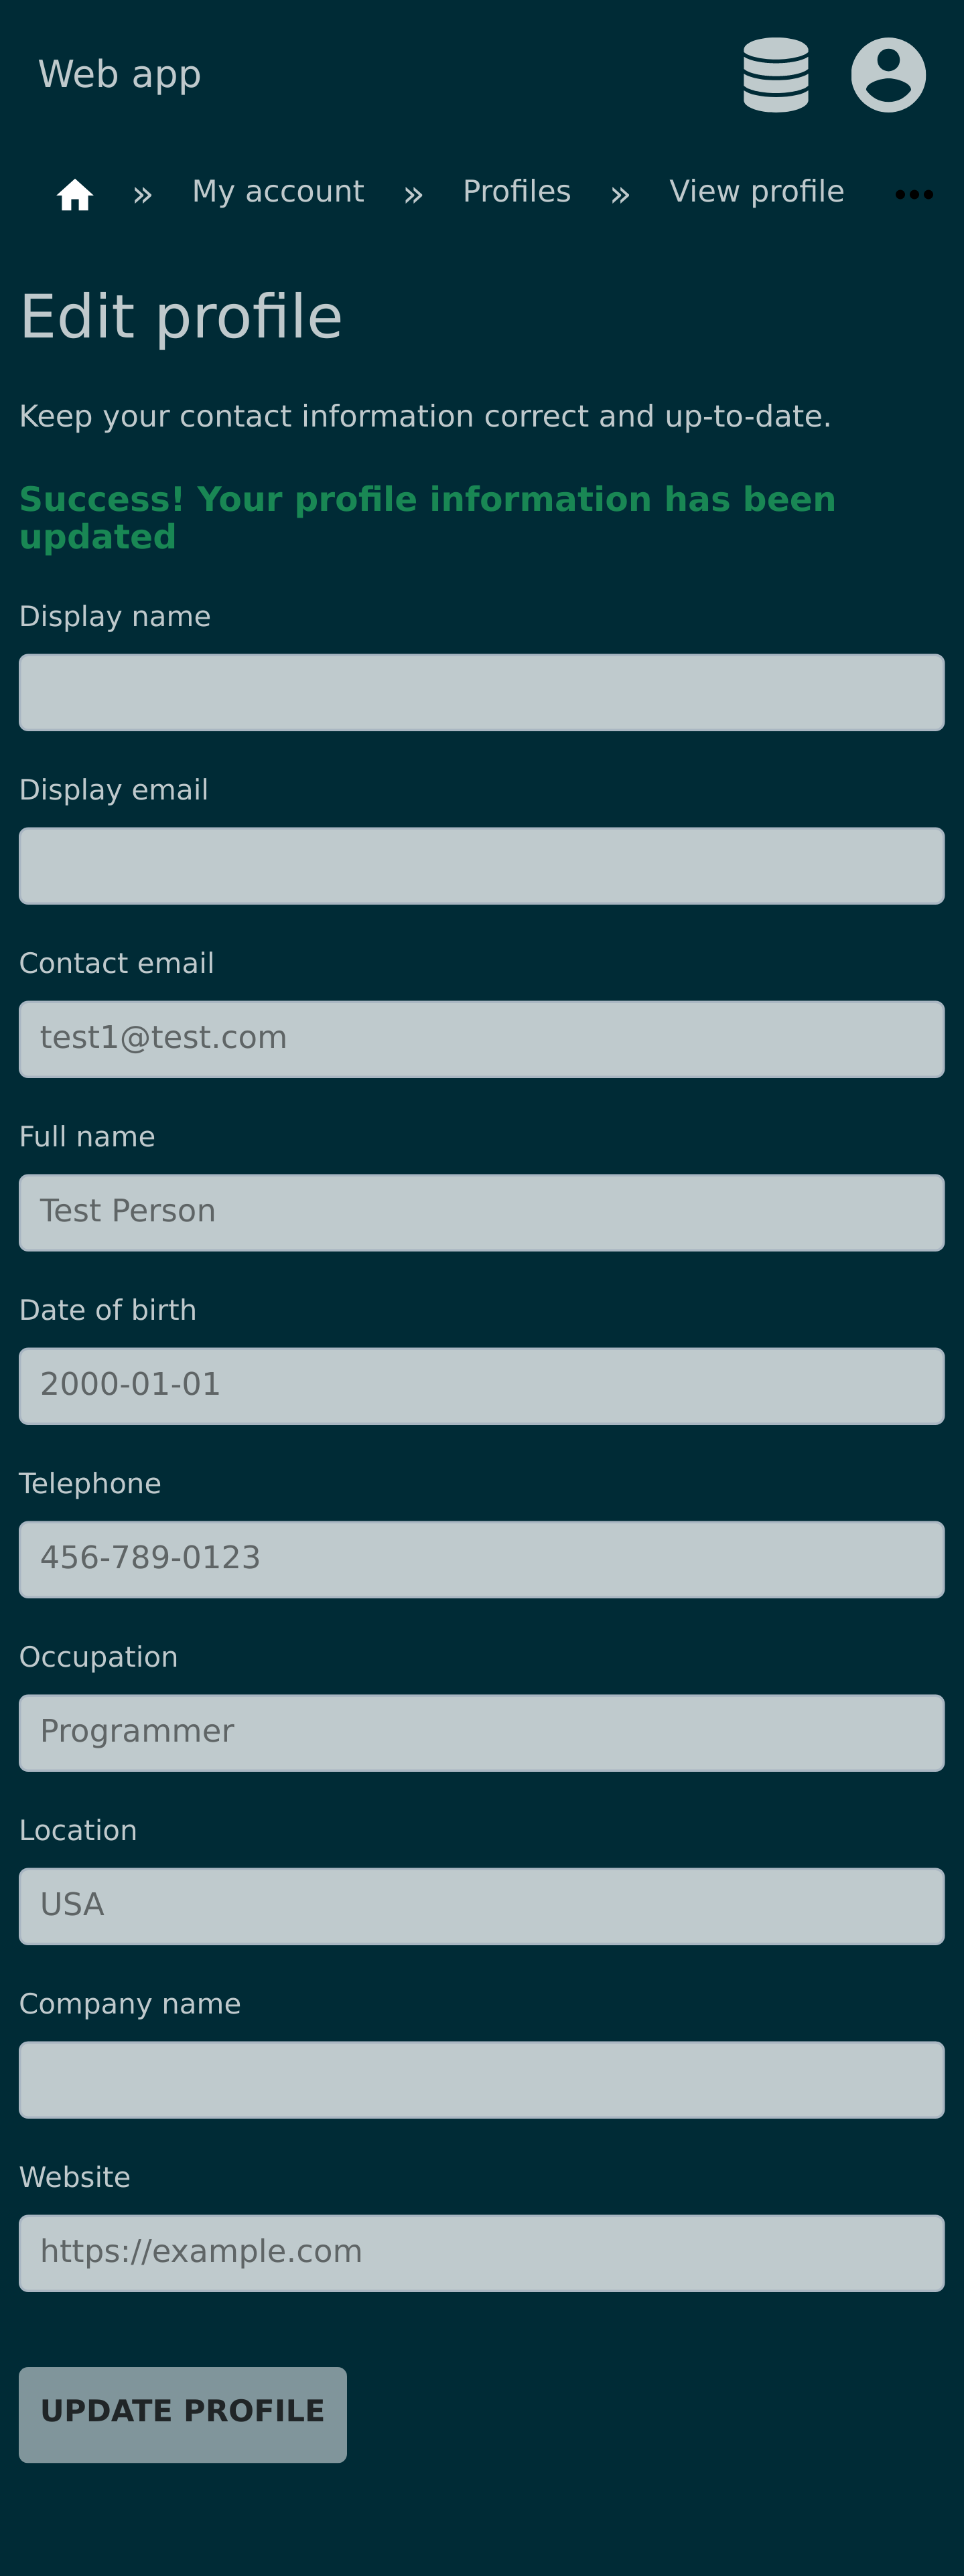 Web app
» My account » Profiles » View profile •••
Edit profile
Keep your contact information correct and up-to-date.
Success! Your profile information has been
updated
Display name
Display email
Contact email
test1@test.com
Full name
Test Person
Date of birth
2000-01-01
Telephone
456-789-0123
Occupation
Programmer
Location
USA
Company name
Website
https://example.com
UPDATE PROFILE